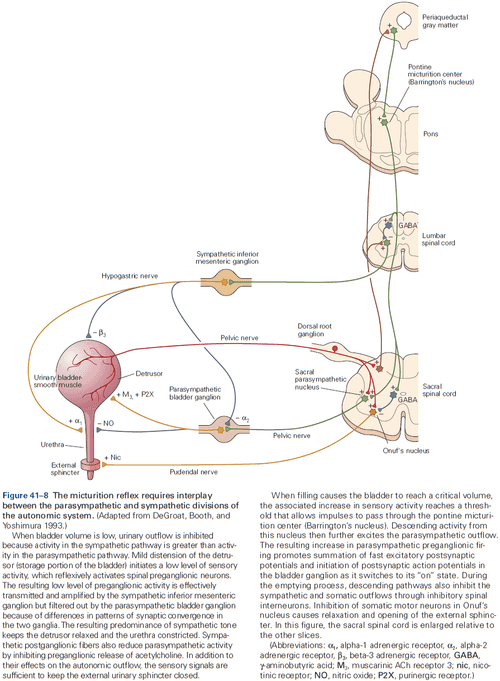 Periaqueductal
gray matter
Pontine
micturition center
(Barrington's nucleus)
Pons
GABA
Lumbar
spinal cord
Sympathetic inferior
mesenteric ganglion
Hypogastric nerve
− β3
Pelvic nerve
Dorsal root
ganglion
Urinary bladder
smooth muscle
Detrusor
+ M3 + P2X
Parasympathetic
bladder ganglion
Sacral
parasympathetic
nucleus
Sacral
spinal cord
GABA
+ α1
− NO
− α2
Urethra
Pelvic nerve
Onuf's nucleus
External
sphincter
+ Nic
Pudendal nerve
Figure 41–8 The micturition reflex requires interplay
between the parasympathetic and sympathetic divisions of
the autonomic system. (Adapted from DeGroat, Booth, and
Yoshimura 1993.)
When bladder volume is low, urinary outflow is inhibited
because activity in the sympathetic pathway is greater than activ-
ity in the parasympathetic pathway. Mild distension of the detru-
sor (storage portion of the bladder) initiates a low level of sensory
activity, which reflexively activates spinal preganglionic neurons.
The resulting low level of preganglionic activity is effectively
transmitted and amplified by the sympathetic inferior mesenteric
ganglion but filtered out by the parasympathetic bladder ganglion
because of differences in patterns of synaptic convergence in
the two ganglia. The resulting predominance of sympathetic tone
keeps the detrusor relaxed and the urethra constricted. Sympa-
thetic postganglionic fibers also reduce parasympathetic activity
by inhibiting preganglionic release of acetylcholine. In addition to
their effects on the autonomic outflow, the sensory signals are
sufficient to keep the external urinary sphincter closed.
When filling causes the bladder to reach a critical volume,
the associated increase in sensory activity reaches a thresh-
old that allows impulses to pass through the pontine micturi-
tion center (Barrington's nucleus). Descending activity from
this nucleus then further excites the parasympathetic outflow.
The resulting increase in parasympathetic preganglionic fir-
ing promotes summation of fast excitatory postsynaptic
potentials and initiation of postsynaptic action potentials in
the bladder ganglion as it switches to its "on" state. During
the emptying process, descending pathways also inhibit the
sympathetic and somatic outflows through inhibitory spinal
interneurons. Inhibition of somatic motor neurons in Onuf's
nucleus causes relaxation and opening of the external sphinc-
ter. In this figure, the sacral spinal cord is enlarged relative to
the other slices.
(Abbreviations: α1, alpha-1 adrenergic receptor, α2, alpha-2
adrenergic receptor, β3, beta-3 adrenergic receptor, GABA,
γ-aminobutyric acid; M3, muscarinic ACh receptor 3; nic, nico-
tinic receptor; NO, nitric oxide; P2X, purinergic receptor.)